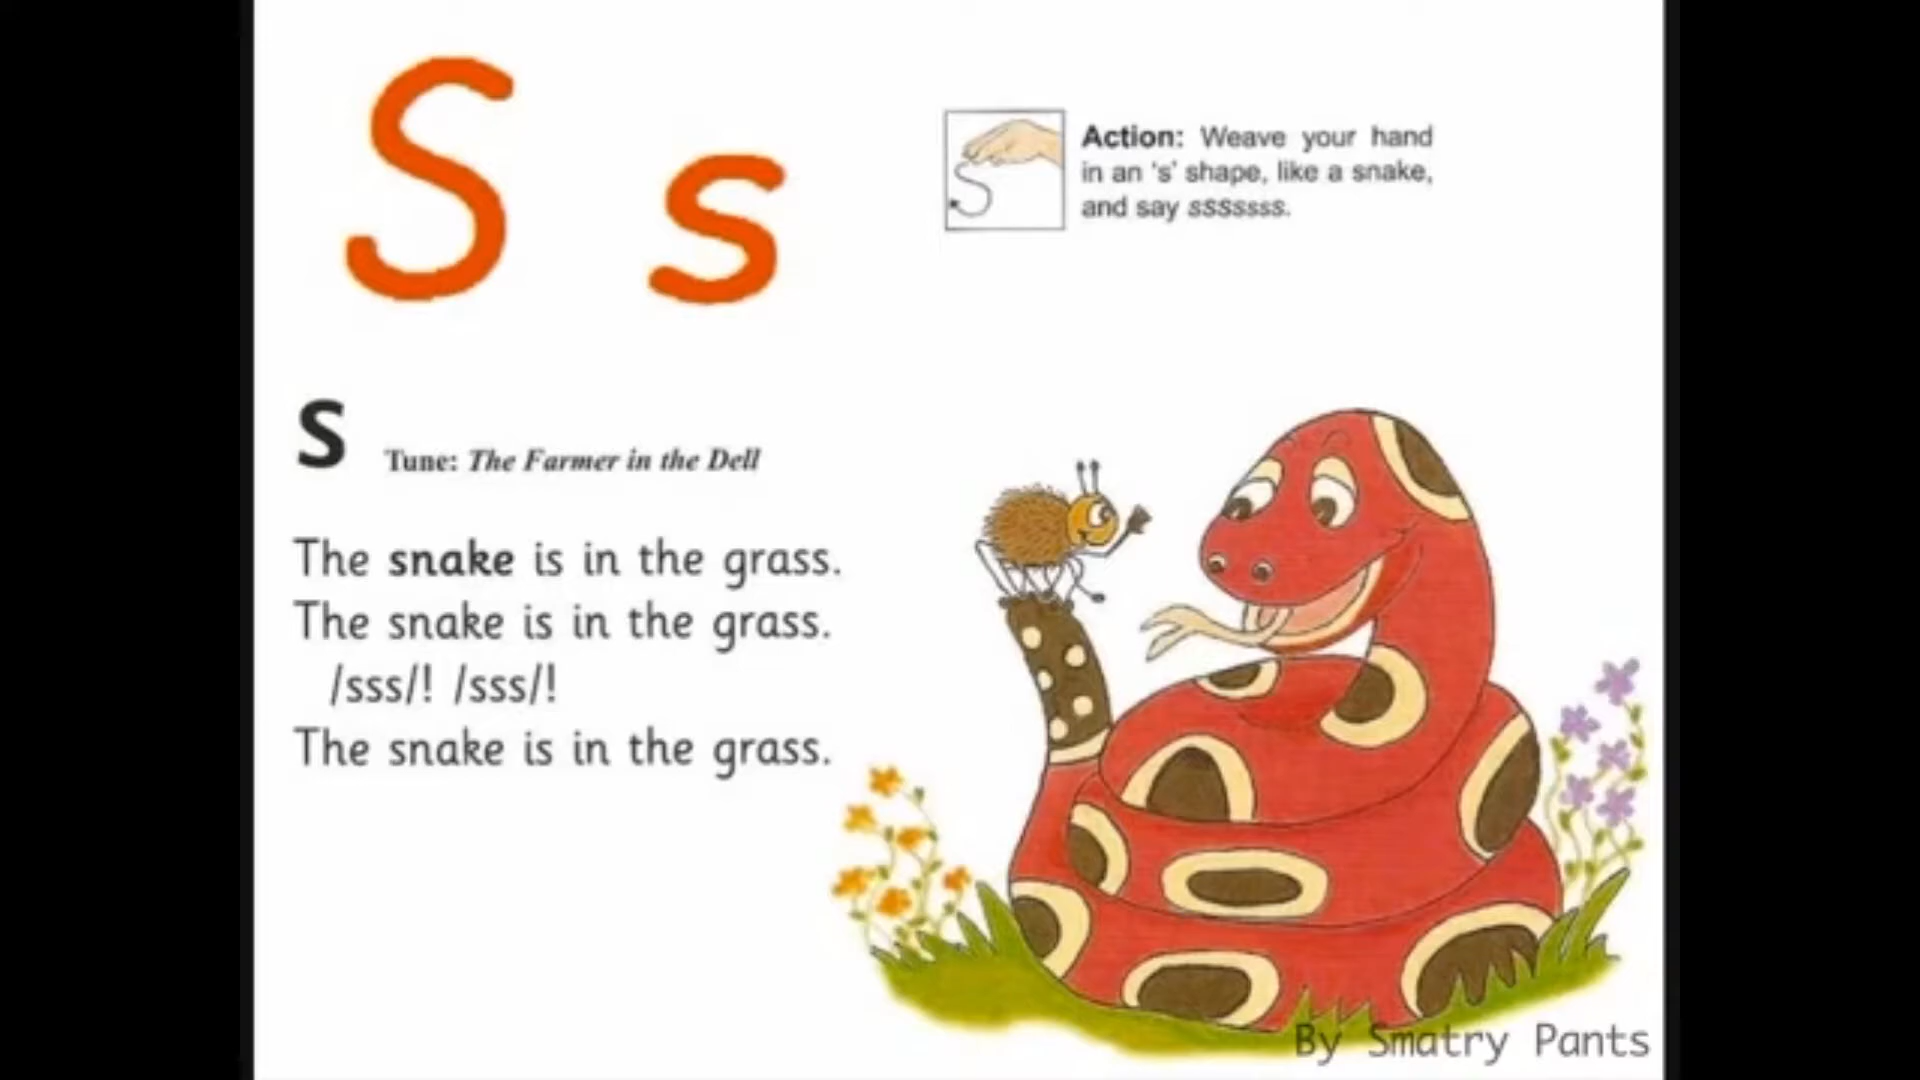 S s
Action: Weave your hand
in an ‘s’ shape, like a snake,
and say sssssss.
S
s Tune: The Farmer in the Dell
The snake is in the grass.
The snake is in the grass.
/sss/! /sss/!
The snake is in the grass.
By Smatry Pants